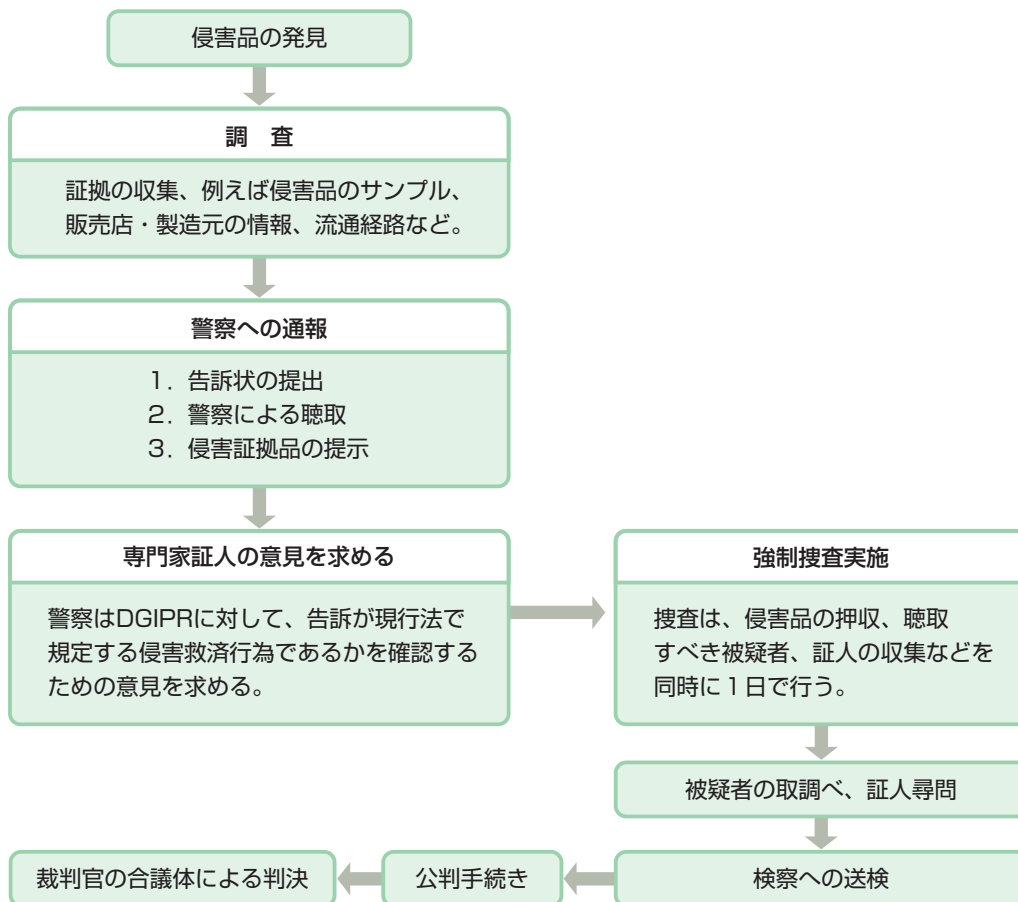 侵害品の発見
調　査
証拠の収集、例えば侵害品のサンプル、
販売店・製造元の情報、流通経路など。
警察への通報
1．告訴状の提出
2．警察による聴取
3．侵害証拠品の提示
専門家証人の意見を求める
警察はDGIPRに対して、告訴が現行法で
規定する侵害救済行為であるかを確認する
ための意見を求める。
強制捜査実施
捜査は、侵害品の押収、聴取
すべき被疑者、証人の収集などを
同時に1日で行う。
被疑者の取調べ、証人尋問
検察への送検
公判手続き
裁判官の合議体による判決